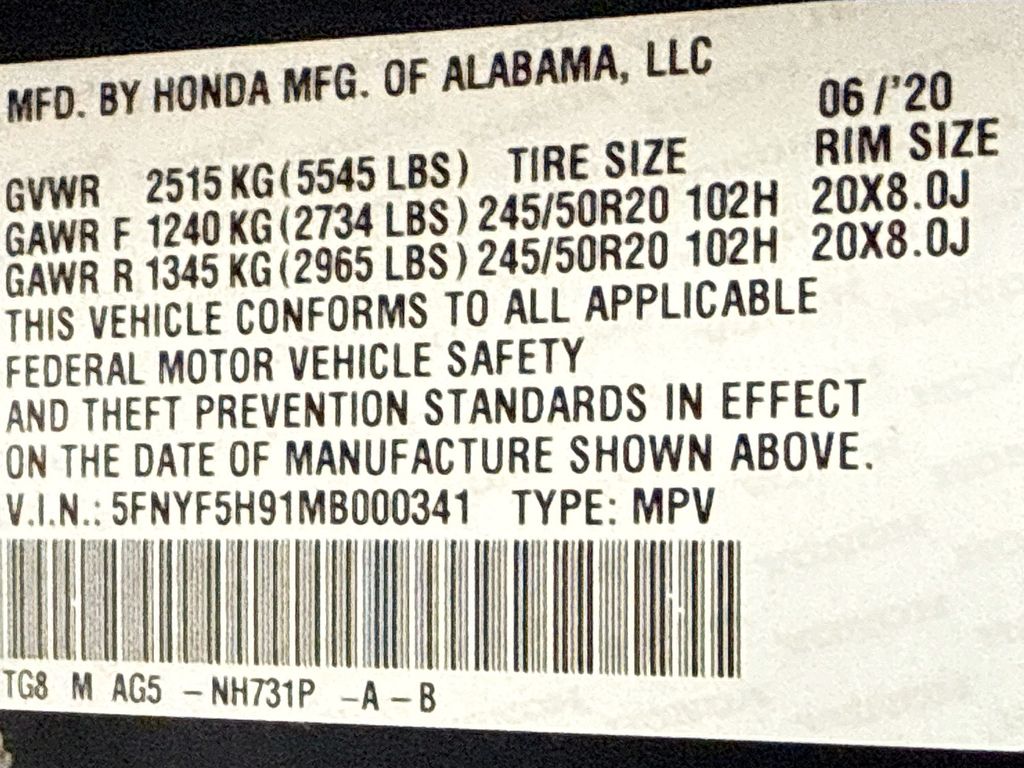 MFD. BY HONDA MFG. OF ALABAMA, LLC 06/'20
TIRE SIZE RIM SIZE
GVWR 2515 KG (5545 LBS)
GAWR F 1240 KG (2734 LBS) 245/50R20 102H 20X8.0J
GAWR R 1345 KG (2965 LBS) 245/50R20 102H 20X8.0J
THIS VEHICLE CONFORMS TO ALL APPLICABLE
FEDERAL MOTOR VEHICLE SAFETY
AND THEFT PREVENTION STANDARDS IN EFFECT
ON THE DATE OF MANUFACTURE SHOWN ABOVE.
V.I.N.: 5FNYF5H91MB000341 TYPE: MPV
TG8 M AG5 -NH731P -A-B